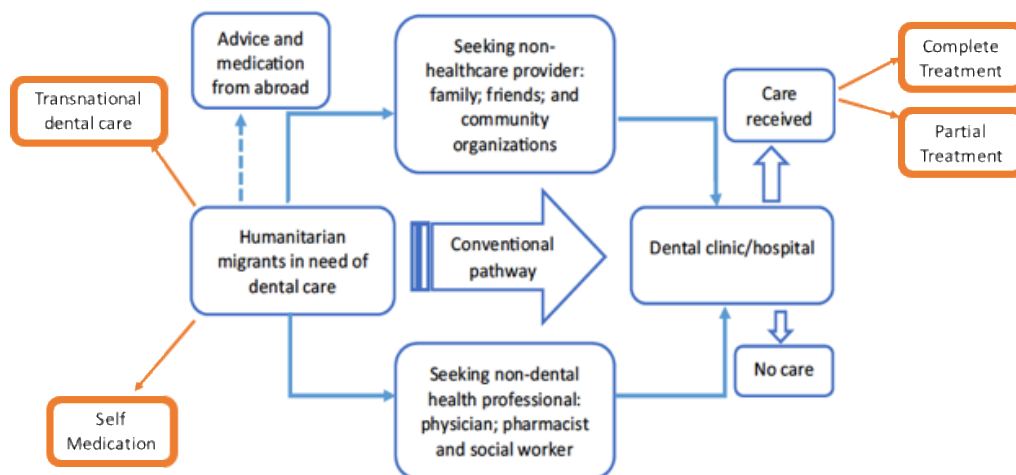 Advice and
medication
from abroad
Seeking non-
healthcare provider:
family; friends; and
community
organizations
Complete
Treatment
Care
received
Partial
Treatment
Transnational
dental care
Humanitarian
migrants in need of
dental care
Conventional
pathway
Dental clinic/hospital
No care
Seeking non-dental
health professional:
physician; pharmacist
and social worker
Self
Medication